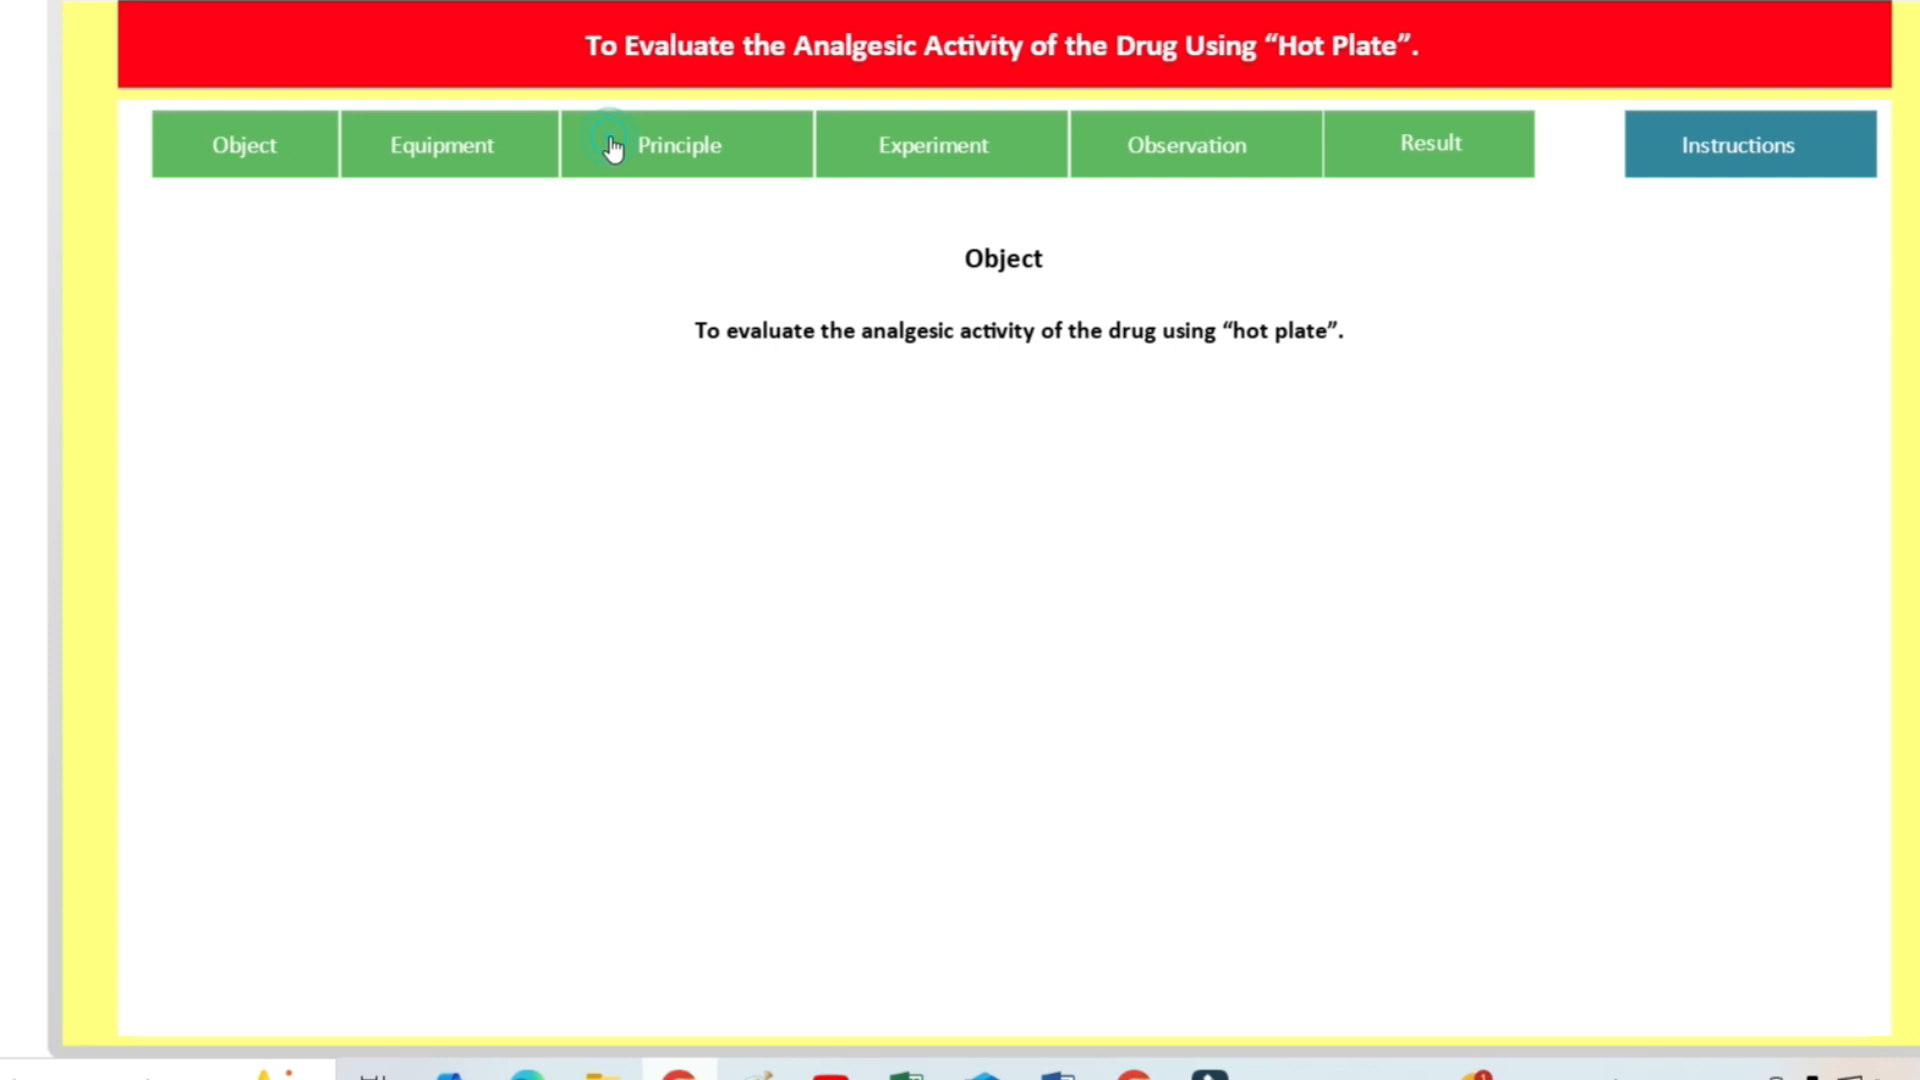 To Evaluate the Analgesic Activity of the Drug Using “Hot Plate”.
Object
Equipment
Principle
Experiment
Observation
Result
Instructions
Object
To evaluate the analgesic activity of the drug using “hot plate”.